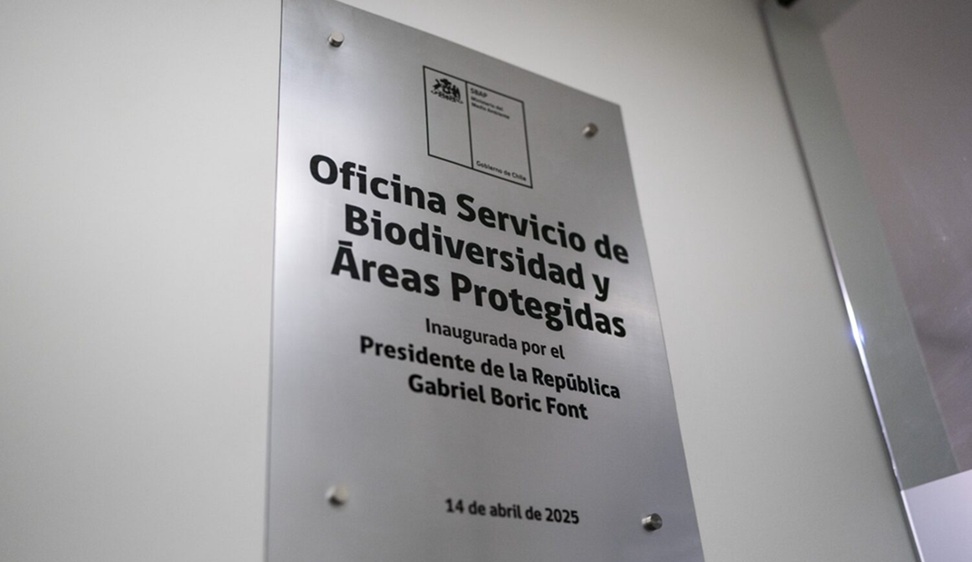 SBAP
Ministerio del
Medio Ambiente
Gobierno de Chile
Oficina Servicio de
Biodiversidad y
Áreas Protegidas
Inaugurada por el
Presidente de la República
Gabriel Boric Font
14 de abril de 2025